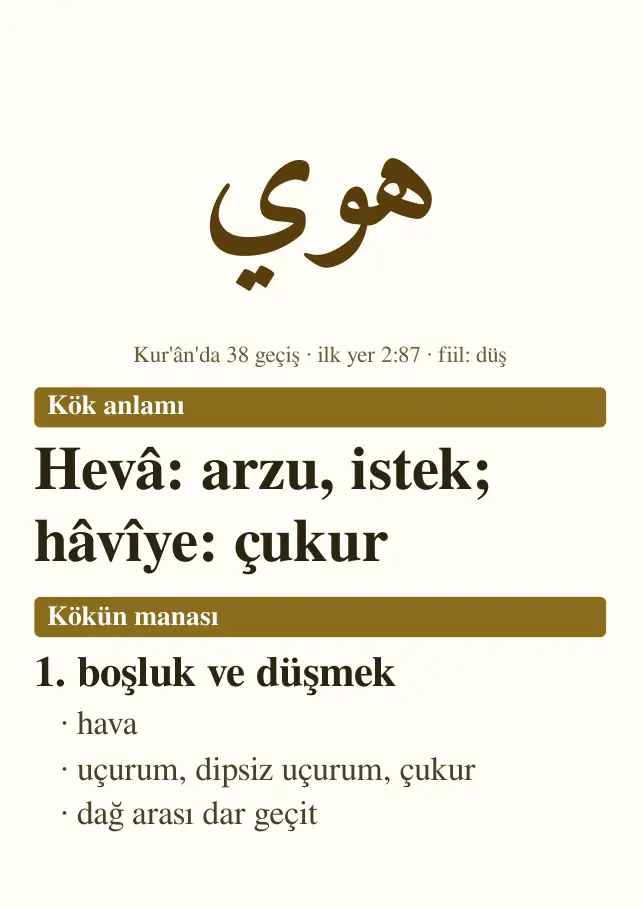 هوي
Kur'ân'da 38 geçiş · ilk yer 2:87 · fiil: düş
Kök anlamı
Hevâ: arzu, istek;
hâvîye: çukur
Kökün manası
1. boşluk ve düşmek
· hava
· uçurum, dipsiz uçurum, çukur
· dağ arası dar geçit